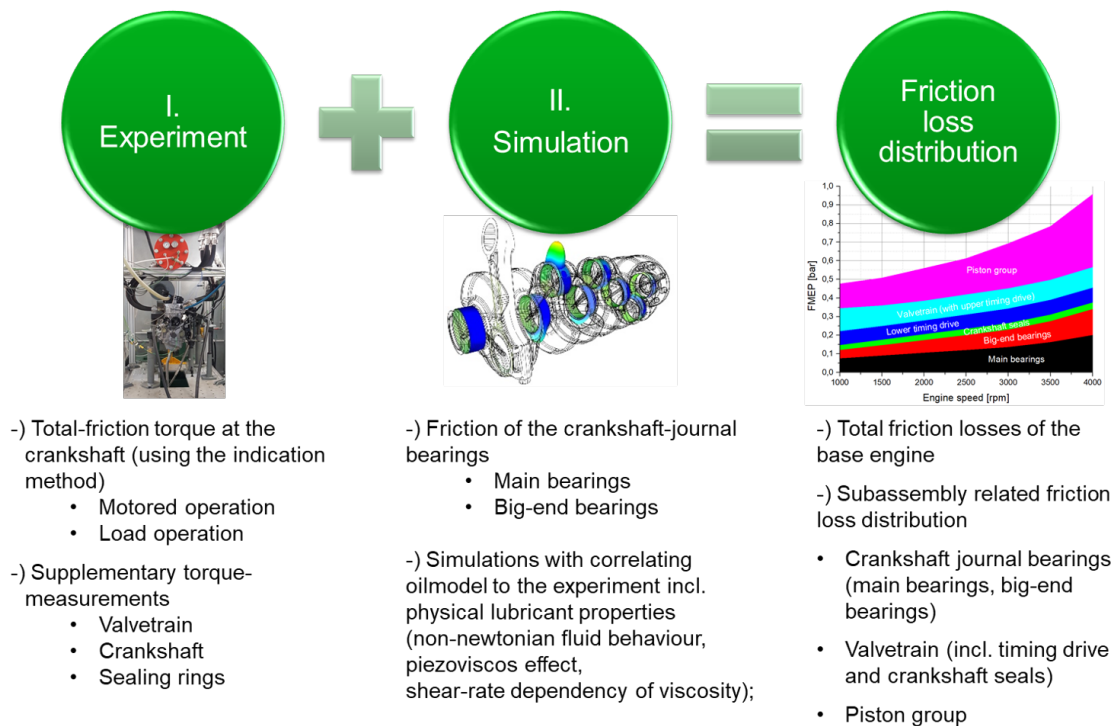 I.
Experiment
II.
Simulation
Friction
loss
distribution
1,0
0,9
0,8
0,7
0,6
0,5
0,4
0,3
0,2
0,1
0,0
FMEP [bar]
Piston group
Valvetrain (with upper timing drive)
Lower timing drive
Crankshaft seals
Big-end bearings
Main bearings
1000 1500 2000 2500 3000 3500 4000
Engine speed [rpm]
-) Total-friction torque at the
crankshaft (using the indication
method)
• Motored operation
• Load operation
-) Supplementary torque-
measurements
• Valvetrain
• Crankshaft
• Sealing rings
-) Friction of the crankshaft-journal
bearings
• Main bearings
• Big-end bearings
-) Simulations with correlating
oilmodel to the experiment incl.
physical lubricant properties
(non-newtonian fluid behaviour,
piezoviscos effect,
shear-rate dependency of viscosity);
-) Total friction losses of the
base engine
-) Subassembly related friction
loss distribution
• Crankshaft journal bearings
(main bearings, big-end
bearings)
• Valvetrain (incl. timing drive
and crankshaft seals)
• Piston group